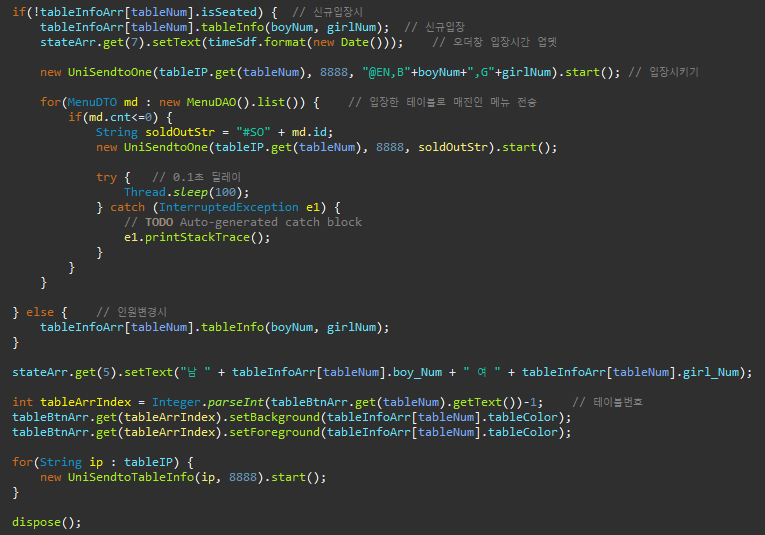 if(!tableInfoArr[tableNum].isSeated) {  // 신규입장시
    tableInfoArr[tableNum].tableInfo(boyNum, girlNum);  // 신규입장
    stateArr.get(7).setText(timeSdf.format(new Date()));    // 오더창 입장시간 업뎃
    new UniSendtoOne(tableIP.get(tableNum), 8888, "@EN,B"+boyNum+",G"+girlNum).start(); // 입장시키기
    for(MenuDTO md : new MenuDAO().list()) {    // 입장한 테이블로 매진인 메뉴 전송
        if(md.cnt<=0) {
            String soldOutStr = "#SO" + md.id;
            new UniSendtoOne(tableIP.get(tableNum), 8888, soldOutStr).start();
            try {   // 0.1초 딜레이
                Thread.sleep(100);
            } catch (InterruptedException e1) {
                // TODO Auto-generated catch block
                e1.printStackTrace();
            }
        }
    }
} else {    // 인원변경시
    tableInfoArr[tableNum].tableInfo(boyNum, girlNum);
}
stateArr.get(5).setText("남 " + tableInfoArr[tableNum].boy_Num + " 여 " + tableInfoArr[tableNum].girl_Num);
int tableArrIndex = Integer.parseInt(tableBtnArr.get(tableNum).getText())-1;    // 테이블번호
tableBtnArr.get(tableArrIndex).setBackground(tableInfoArr[tableNum].tableColor);
tableBtnArr.get(tableArrIndex).setForeground(tableInfoArr[tableNum].tableColor);
for(String ip : tableIP) {
    new UniSendtoTableInfo(ip, 8888).start();
}
dispose();